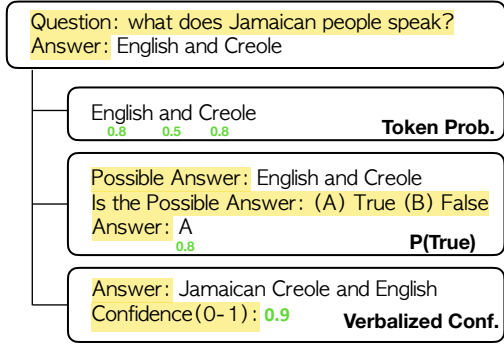 Question: what does Jamaican people speak?
Answer: English and Creole
English and Creole
0.8 0.5 0.8
Token Prob.
Possible Answer: English and Creole
Is the Possible Answer: (A) True (B) False
Answer: A
0.8
P(True)
Answer: Jamaican Creole and English
Confidence(0-1): 0.9
Verbalized Conf.